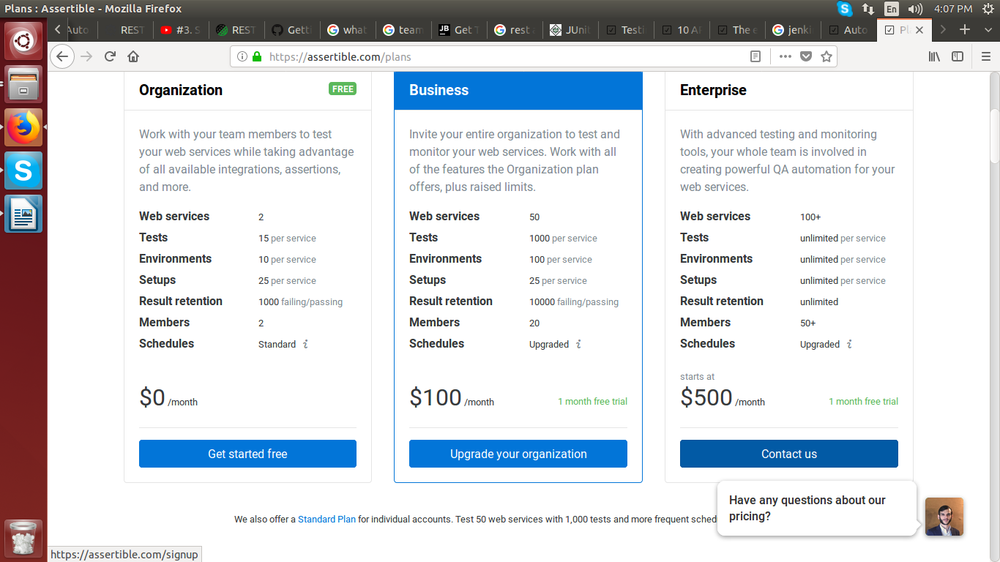 Plans : Assertible - Mozilla Firefox
En
4:07 PM
Auto
REST
#3. S
REST
Getti
what
team
Get T
rest
JUni
Testi
10 A
The e
jenki
Auto
Pl
https://assertible.com/plans
Organization
FREE
Work with your team members to test
your web services while taking advantage
of all available integrations, assertions,
and more.
Web services 2
Tests 15 per service
Environments 10 per service
Setups 25 per service
Result retention 1000 failing/passing
Members 2
Schedules Standard i
$0 /month
Get started free
Business
Invite your entire organization to test and
monitor your web services. Work with all
of the features the Organization plan
offers, plus raised limits.
Web services 50
Tests 1000 per service
Environments 100 per service
Setups 25 per service
Result retention 10000 failing/passing
Members 20
Schedules Upgraded i
$100 /month 1 month free trial
Upgrade your organization
Enterprise
With advanced testing and monitoring
tools, your whole team is involved in
creating powerful QA automation for your
web services.
Web services 100+
Tests unlimited per service
Environments unlimited per service
Setups unlimited per service
Result retention unlimited
Members 50+
Schedules Upgraded i
starts at
$500 /month 1 month free trial
Contact us
We also offer a Standard Plan for individual accounts. Test 50 web services with 1,000 tests and more frequent sched
Have any questions about our
pricing?
https://assertible.com/signup